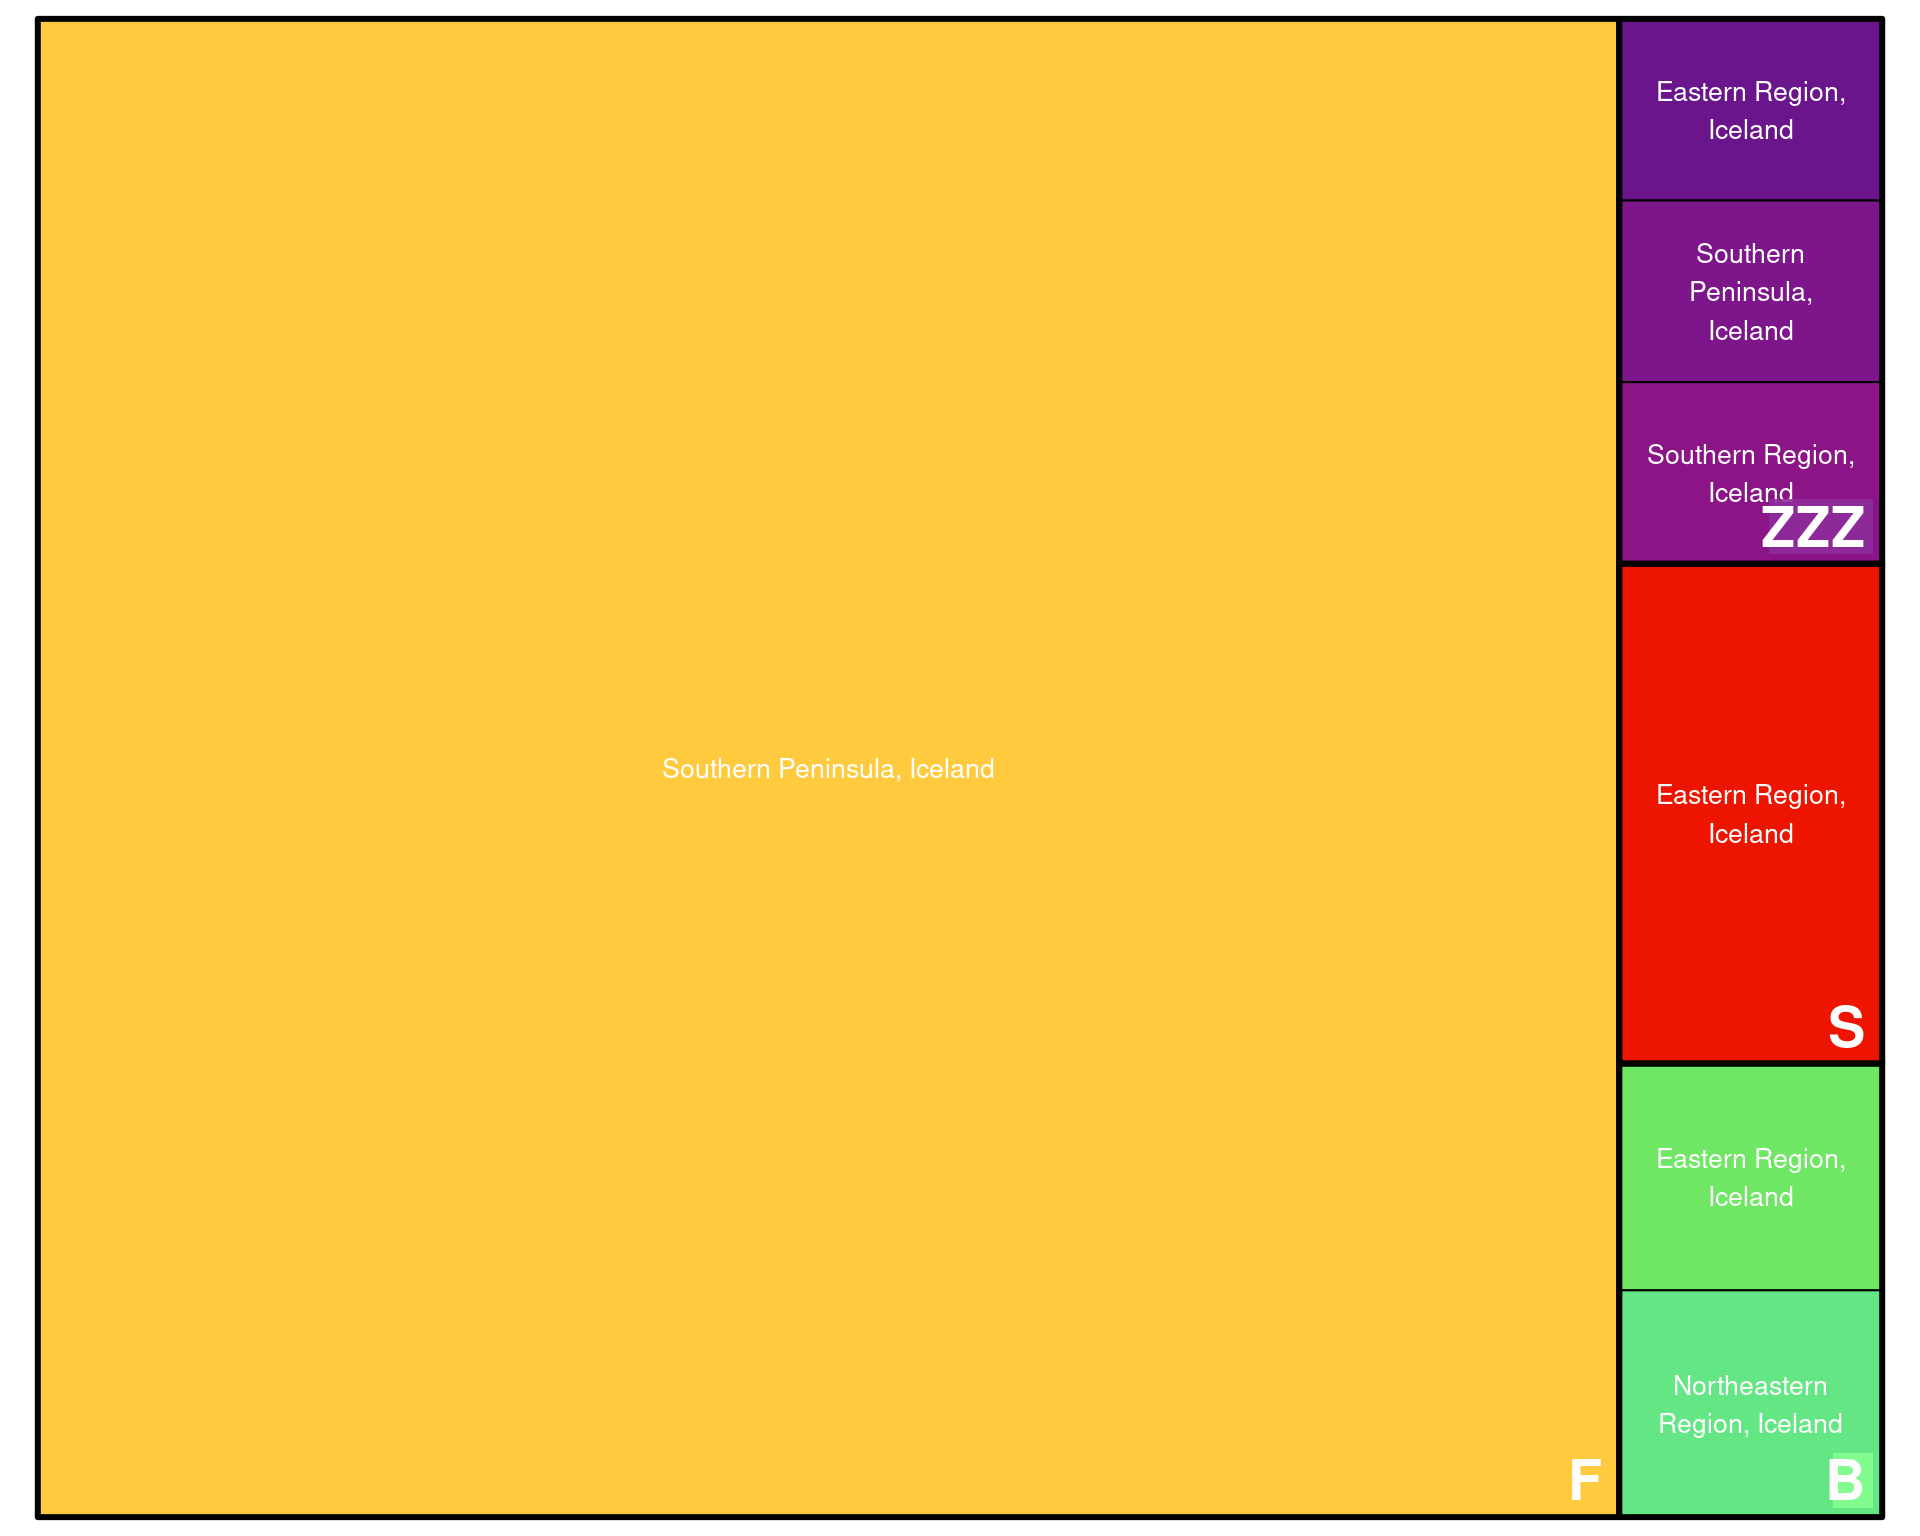 Southern Peninsula, Iceland
F
Eastern Region,
Iceland
Southern
Peninsula,
Iceland
Southern Region,
Iceland
ZZZ
Eastern Region,
Iceland
S
Eastern Region,
Iceland
Northeastern
Region, Iceland
B